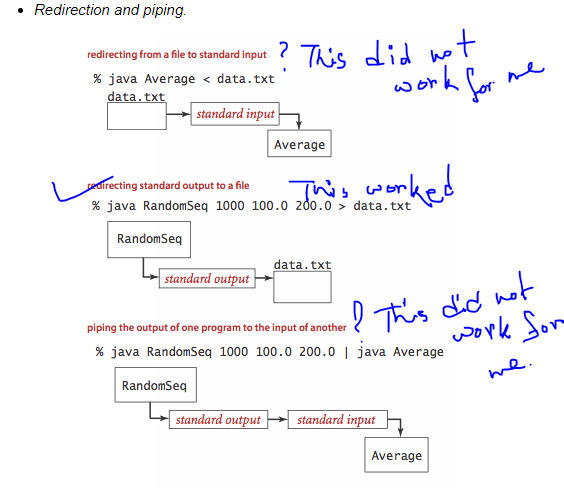 • Redirection and piping.
redirecting from a file to standard input
? This did not
work for me
% java Average < data.txt
data.txt
standard input
Average
redirecting standard output to a file
This worked
% java RandomSeq 1000 100.0 200.0 > data.txt
RandomSeq
data.txt
standard output
piping the output of one program to the input of another
? This did not
work for
me.
% java RandomSeq 1000 100.0 200.0 | java Average
RandomSeq
standard output
standard input
Average